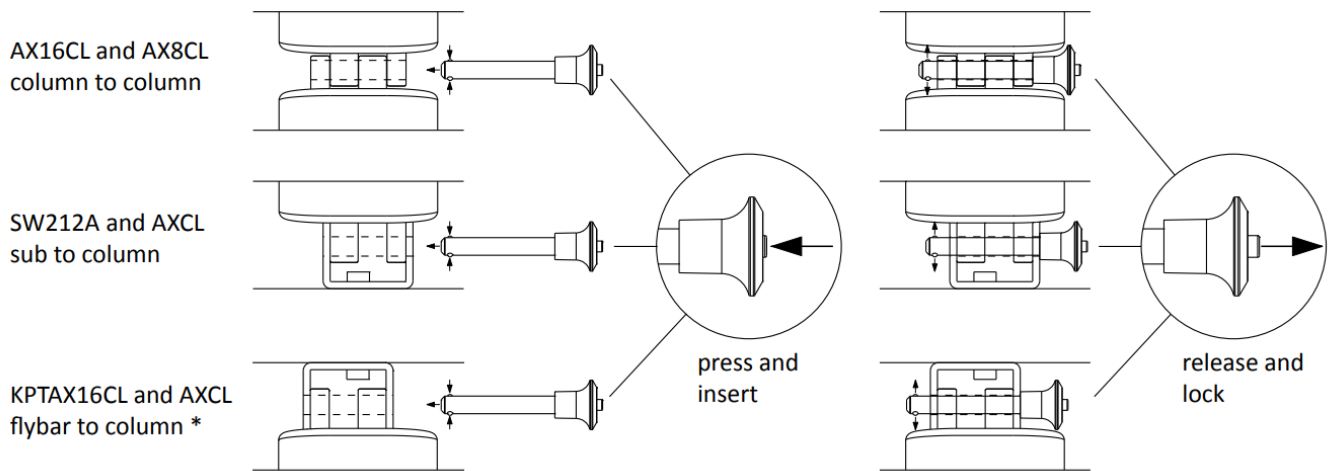 AX16CL and AX8CL
column to column
SW212A and AXCL
sub to column
press and
insert
release and
lock
KPTAX16CL and AXCL
flybar to column *